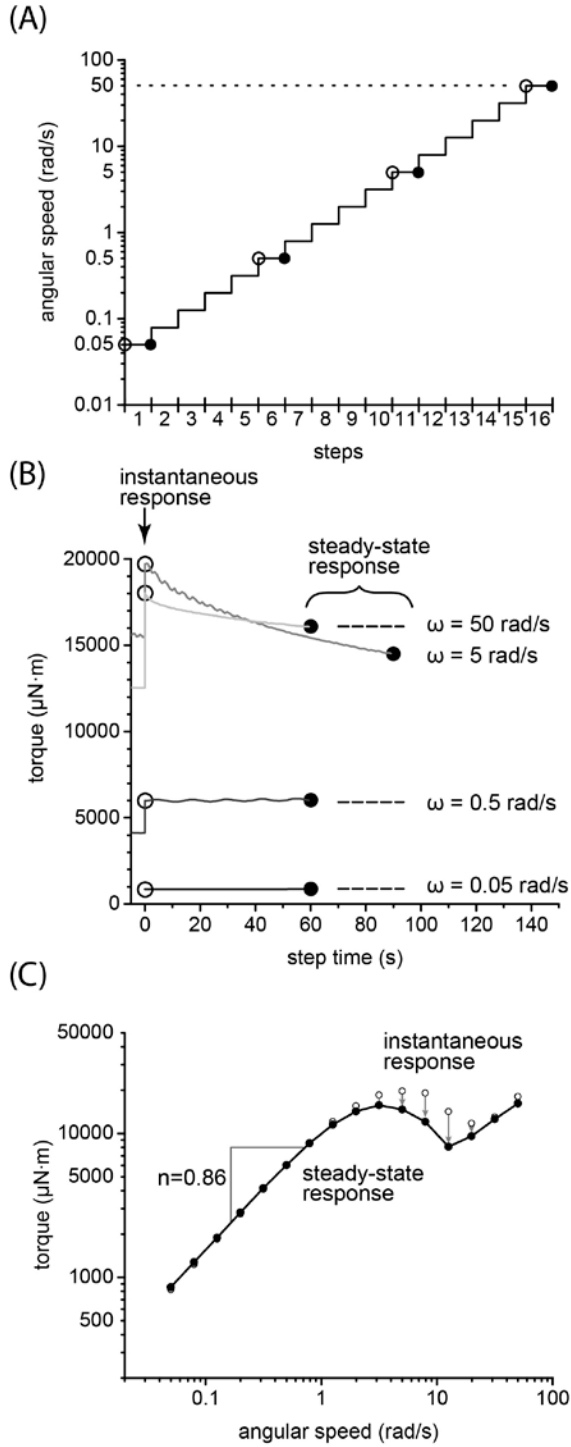 (A)
100
50
10
5
1
0.5
0.1
0.05
0.01
angular speed (rad/s)
1 2 3 4 5 6 7 8 9 10 11 12 13 14 15 16
steps
(B)
instantaneous
response
steady-state
response
20000
15000
10000
5000
0
torque (µN·m)
ω = 50 rad/s
ω = 5 rad/s
ω = 0.5 rad/s
ω = 0.05 rad/s
0 20 40 60 80 100 120 140
step time (s)
(C)
50000
10000
5000
1000
500
torque (µN·m)
instantaneous
response
n=0.86
steady-state
response
0.1 1 10 100
angular speed (rad/s)